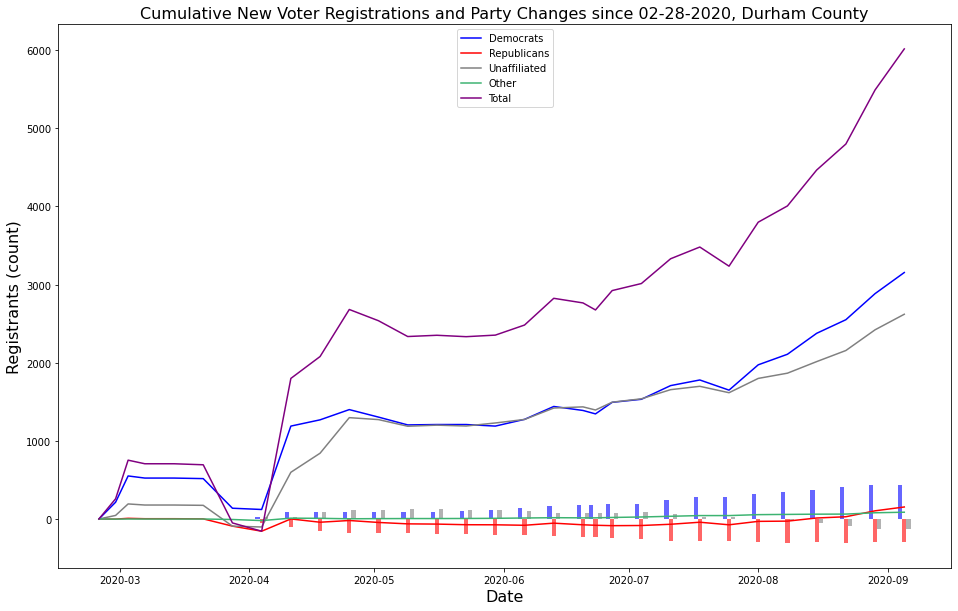 Cumulative New Voter Registrations and Party Changes since 02-28-2020, Durham County
Democrats
Republicans
Unaffiliated
Other
Total
6000
5000
4000
3000
2000
1000
0
Registrants (count)
2020-03 2020-04 2020-05 2020-06 2020-07 2020-08 2020-09
Date